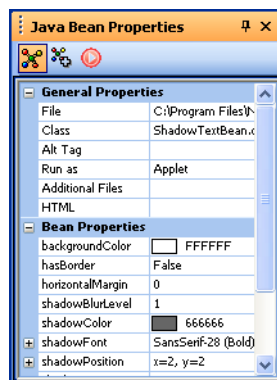 Java Bean Properties
General Properties
File C:\Program Files\
Class ShadowTextBean.
Alt Tag
Run as Applet
Additional Files
HTML
Bean Properties
backgroundColor FFFFFF
hasBorder False
horizontalMargin 0
shadowBlurLevel 1
shadowColor 666666
shadowFont SansSerif-28 (Bold)
shadowPosition x=2, y=2